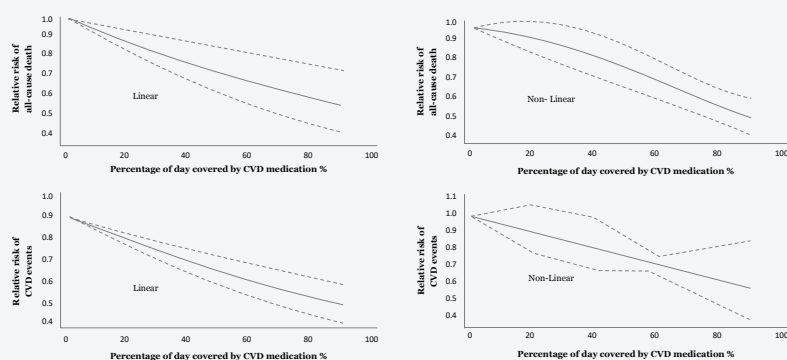 Relative risk of
all-cause death
1.0
0.9
0.8
0.7
0.6
0.5
0.4
Linear
0 20 40 60 80 100
Percentage of day covered by CVD medication %
Relative risk of
all-cause death
1.0
0.9
0.8
0.7
0.6
0.5
0.4
Non- Linear
0 20 40 60 80 100
Percentage of day covered by CVD medication %
Relative risk of
CVD events
1.0
0.9
0.8
0.7
0.6
0.5
0.4
Linear
0 20 40 60 80 100
Percentage of day covered by CVD medication %
Relative risk of
CVD events
1.1
1.0
0.9
0.8
0.7
0.6
0.5
0.4
Non-Linear
0 20 40 60 80 100
Percentage of day covered by CVD medication %